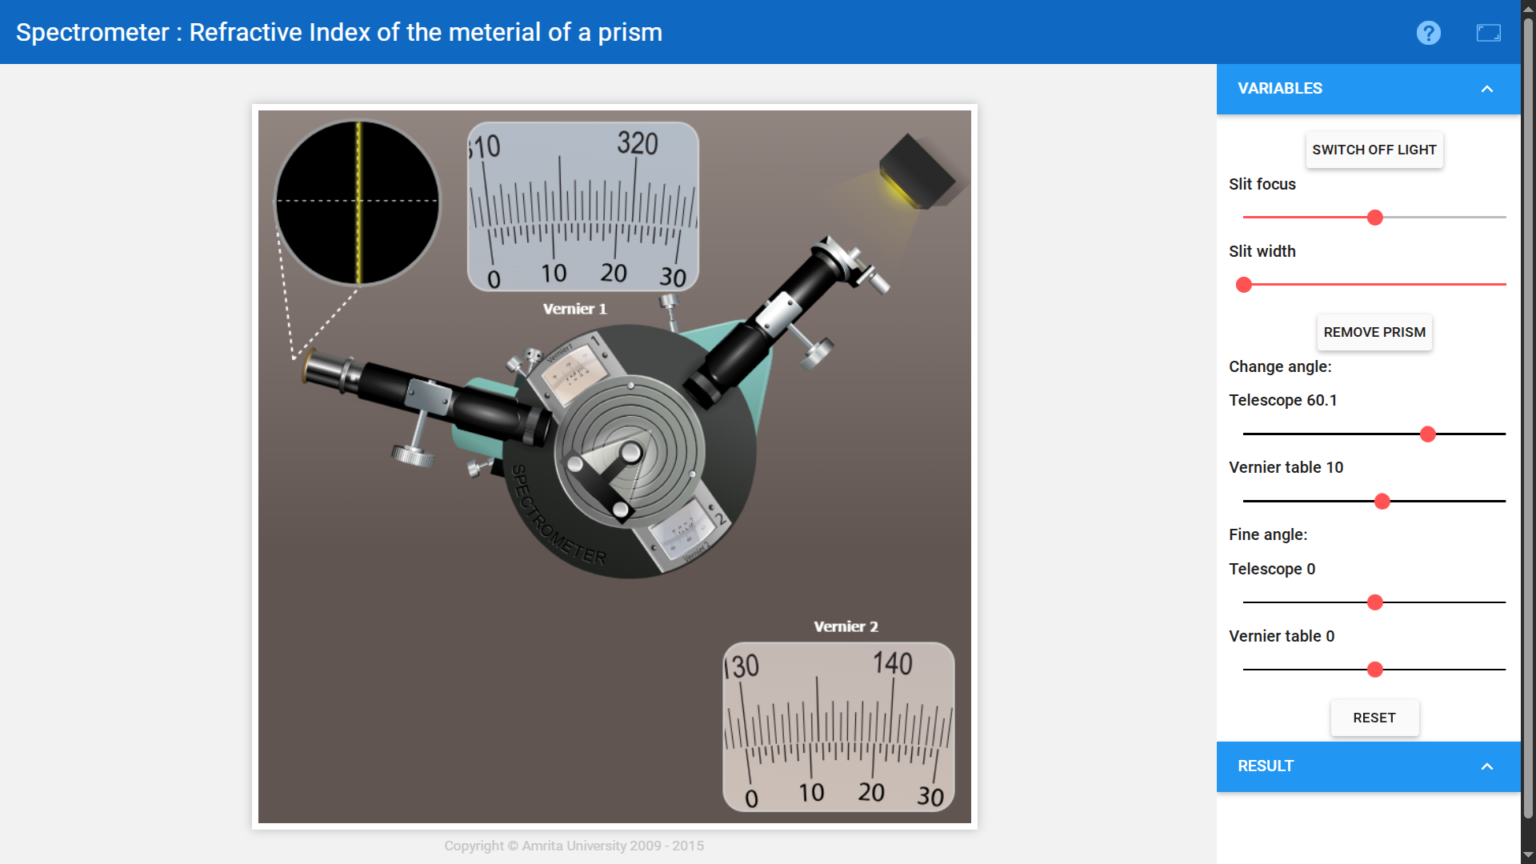 Spectrometer : Refractive Index of the meterial of a prism
?
VARIABLES
SWITCH OFF LIGHT
Slit focus
Slit width
REMOVE PRISM
Change angle:
Telescope 60.1
Vernier table 10
Fine angle:
Telescope 0
Vernier table 0
RESET
RESULT
310 320
0 10 20 30
Vernier 1
Vernier1
1
SPECTROMETER
2
Vernier 2
130 140
0 10 20 30
Copyright © Amrita University 2009 - 2015